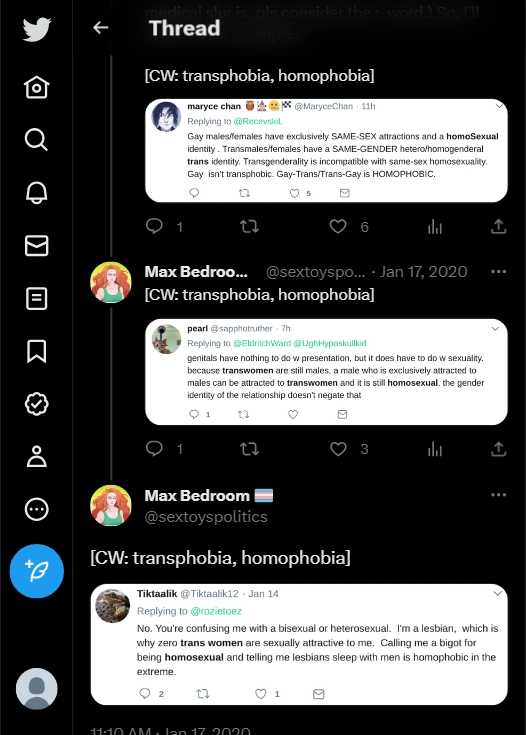 medical slur is, pls consider the r-word.) So, I'll
Thread
[CW: transphobia, homophobia]
maryce chan @MaryceChan · 11h
Replying to @RecevskiL
Gay males/females have exclusively SAME-SEX attractions and a homoSexual
identity . Transmales/females have a SAME-GENDER hetero/homogenderal
trans identity. Transgenderality is incompatible with same-sex homosexuality.
Gay isn't transphobic. Gay-Trans/Trans-Gay is HOMOPHOBIC.
5
1 6
Max Bedroo... @sextoyspo... · Jan 17, 2020 ···
[CW: transphobia, homophobia]
pearl @sapphotruther · 7h
Replying to @EldritchWard @UghHyposkullkid
genitals have nothing to do w presentation, but it does have to do w sexuality.
because transwomen are still males, a male who is exclusively attracted to
males can be attracted to transwomen and it is still homosexual. the gender
identity of the relationship doesn't negate that
1
1 3
Max Bedroom ···
@sextoyspolitics
[CW: transphobia, homophobia]
Tiktaalik @Tiktaalik12 · Jan 14
Replying to @rozietoez
No. You're confusing me with a bisexual or heterosexual. I'm a lesbian, which is
why zero trans women are sexually attractive to me. Calling me a bigot for
being homosexual and telling me lesbians sleep with men is homophobic in the
extreme.
2 1
11:10 AM · Jan 17, 2020